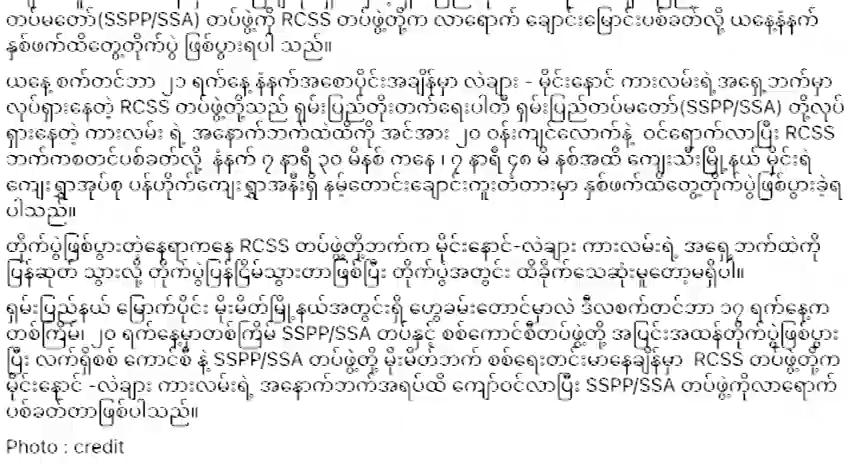 တပ်မတော်(SSPP/SSA) တပ်ဖွဲ့ကို RCSS တပ်ဖွဲ့တို့က လာရောက် ချောင်းမြောင်းပစ်ခတ်လို့ ယနေ့နံနက်
နှစ်ဖက်ထိတွေ့တိုက်ပွဲ ဖြစ်ပွားရပါ သည်။
ယနေ့ စက်တင်ဘာ ၂၁ ရက်နေ့ နံနက်အစောပိုင်းအချိန်မှာ လဲချား - မိုင်းနောင် ကားလမ်းရဲ့အရှေ့ဘက်မှာ
လုပ်ရှားနေတဲ့ RCSS တပ်ဖွဲ့တို့သည် ရှမ်းပြည်တိုးတက်ရေးပါတီ ရှမ်းပြည်တပ်မတော်(SSPP/SSA) တို့လုပ်
ရှားနေတဲ့ ကားလမ်း ရဲ့ အနောက်ဘက်ထဲထိကို အင်အား ၂၀ ဝန်းကျင်လောက်နဲ့ ဝင်ရောက်လာပြီး RCSS
ဘက်ကစတင်ပစ်ခတ်လို့ နံနက် ၇ နာရီ ၃၀ မိနစ် ကနေ ၊ ၇ နာရီ ၄၈ မိ နစ်အထိ ကျေးသီးမြို့နယ် မိုင်းရဲ
ကျေးရွာအုပ်စု ပန်ဟိုက်ကျေးရွာအနီးရှိ နမ့်တောင်းချောင်းကူးတံတားမှာ နှစ်ဖက်ထိတွေ့တိုက်ပွဲဖြစ်ပွားခဲ့ရ
ပါသည်။
တိုက်ပွဲဖြစ်ပွားတဲ့နေရာကနေ RCSS တပ်ဖွဲ့တို့ဘက်က မိုင်းနောင်-လဲချား ကားလမ်းရဲ့ အရှေ့ဘက်ထဲကို
ပြန်ဆုတ် သွားလို့ တိုက်ပွဲပြန်ငြိမ်သွားတာဖြစ်ပြီး တိုက်ပွဲအတွင်း ထိခိုက်သေဆုံးမှုတော့မရှိပါ။
ရှမ်းပြည်နယ် မြောက်ပိုင်း မိုးမိတ်မြို့နယ်အတွင်းရှိ ဟွေခမ်းတောင်မှာလဲ ဒီလစက်တင်ဘာ ၁၇ ရက်နေ့က
တစ်ကြိမ်၊ ၂၀ ရက်နေ့မှာတစ်ကြိမ် SSPP/SSA တပ်နှင့် စစ်ကောင်စီတပ်ဖွဲ့တို့ အပြင်းအထန်တိုက်ပွဲဖြစ်ပွား
ပြီး လက်ရှိစစ် ကောင်စီ နဲ့ SSPP/SSA တပ်ဖွဲ့တို့ မိုးမိတ်ဘက် စစ်ရေးတင်းမာနေချိန်မှာ RCSS တပ်ဖွဲ့တို့က
မိုင်းနောင် -လဲချား ကားလမ်းရဲ့ အနောက်ဘက်အရပ်ထိ ကျော်ဝင်လာပြီး SSPP/SSA တပ်ဖွဲ့ကိုလာရောက်
ပစ်ခတ်တာဖြစ်ပါသည်။
Photo : credit